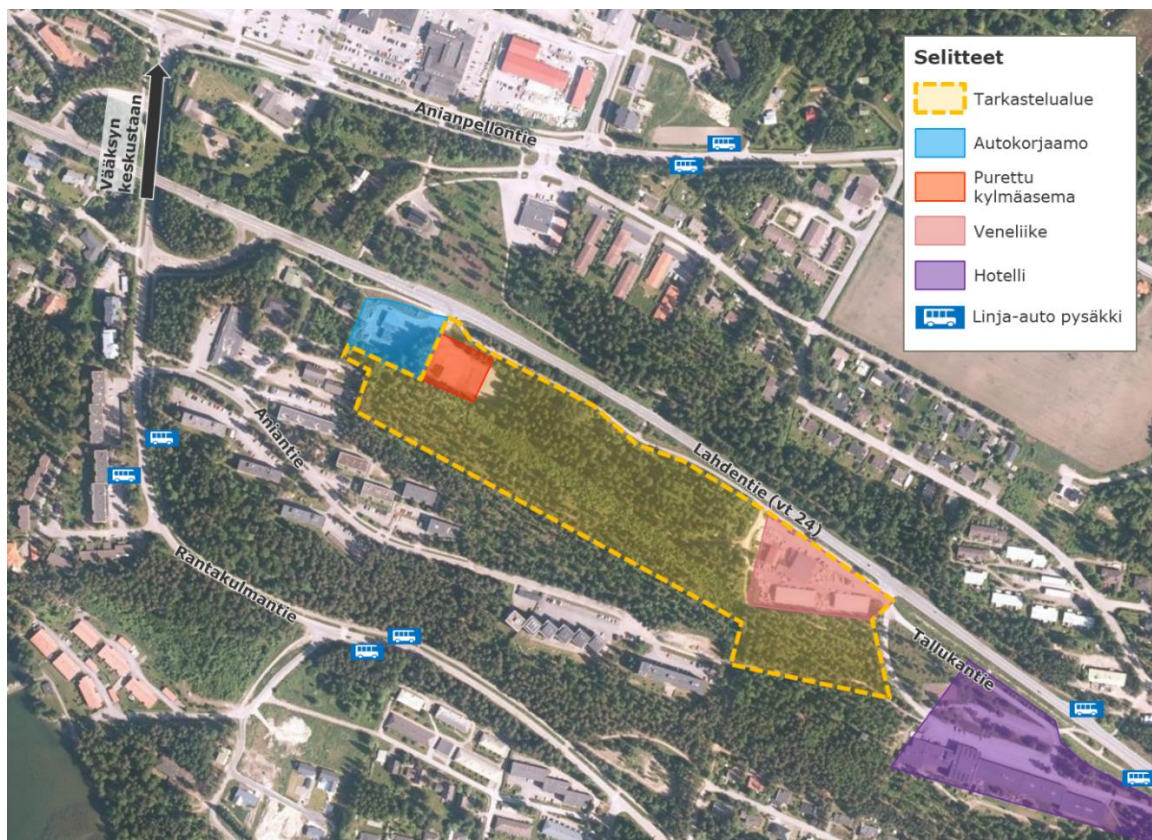 Selitteet
Tarkastelualue
Autokorjaamo
Purettu
kylmäasema
Veneliike
Hotelli
Linja-auto pysäkki
Vääksyn
keskustaan
Anianpellontie
Aniantie
Lahdentie (vt 24)
Rantakulmantie
Tallukantie